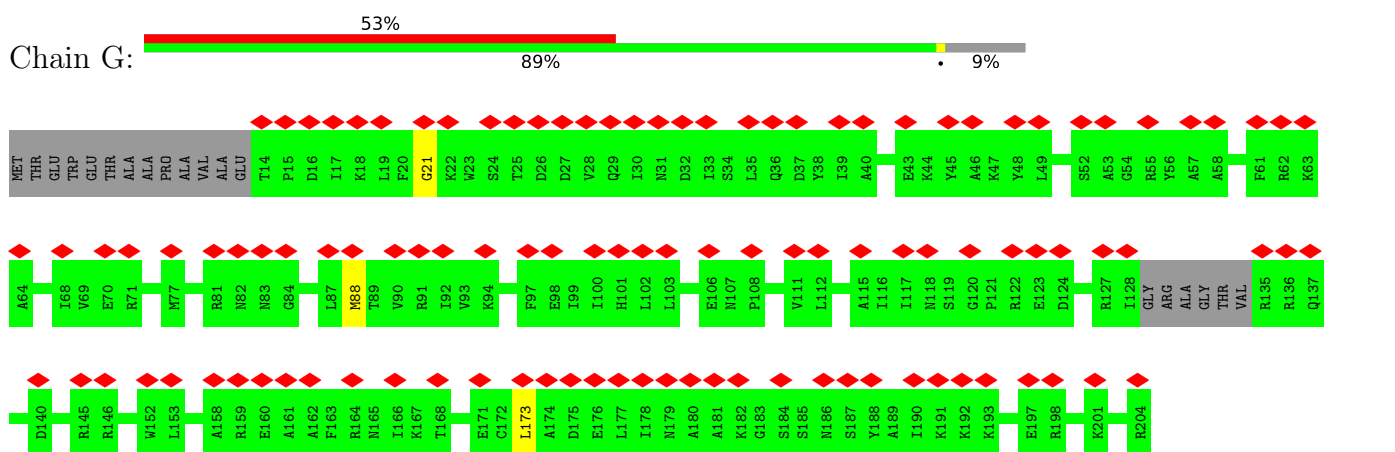 53%
Chain G:
89%
•
9%
MET THR GLU TRP GLU THR ALA ALA PRO ALA VAL ALA GLU I14 P15 D16 I17 K18 L19 F20 G21 K22 W23 S24 T25 D26 D27 V28 Q29 I30 N31 D32 I33 S34 L35 Q36 D37 Y38 I39 A40 E43 K44 Y45 A46 K47 Y48 L49 S52 A53 G54 R55 Y56 A57 A58 F61 R62 K63
A64 I68 V69 E70 R71 M77 R81 N82 N83 G84 L87 M88 T89 V90 R91 I92 V93 K94 F97 E98 I99 I100 H101 L102 L103 E106 N107 P108 V111 L112 A115 I116 I117 N118 S119 G120 P121 R122 E123 D124 R127 I128 GLY ARG ALA GLY THR VAL R135 R136 Q137
D140 R145 R146 W152 L153 A158 R159 E160 A161 A162 F163 R164 N165 I166 K167 T168 E171 C172 L173 A174 D175 E176 L177 I178 N179 A180 A181 K182 G183 S184 S185 N186 S187 Y188 A189 I190 K191 K192 K193 E197 R198 K201 R204